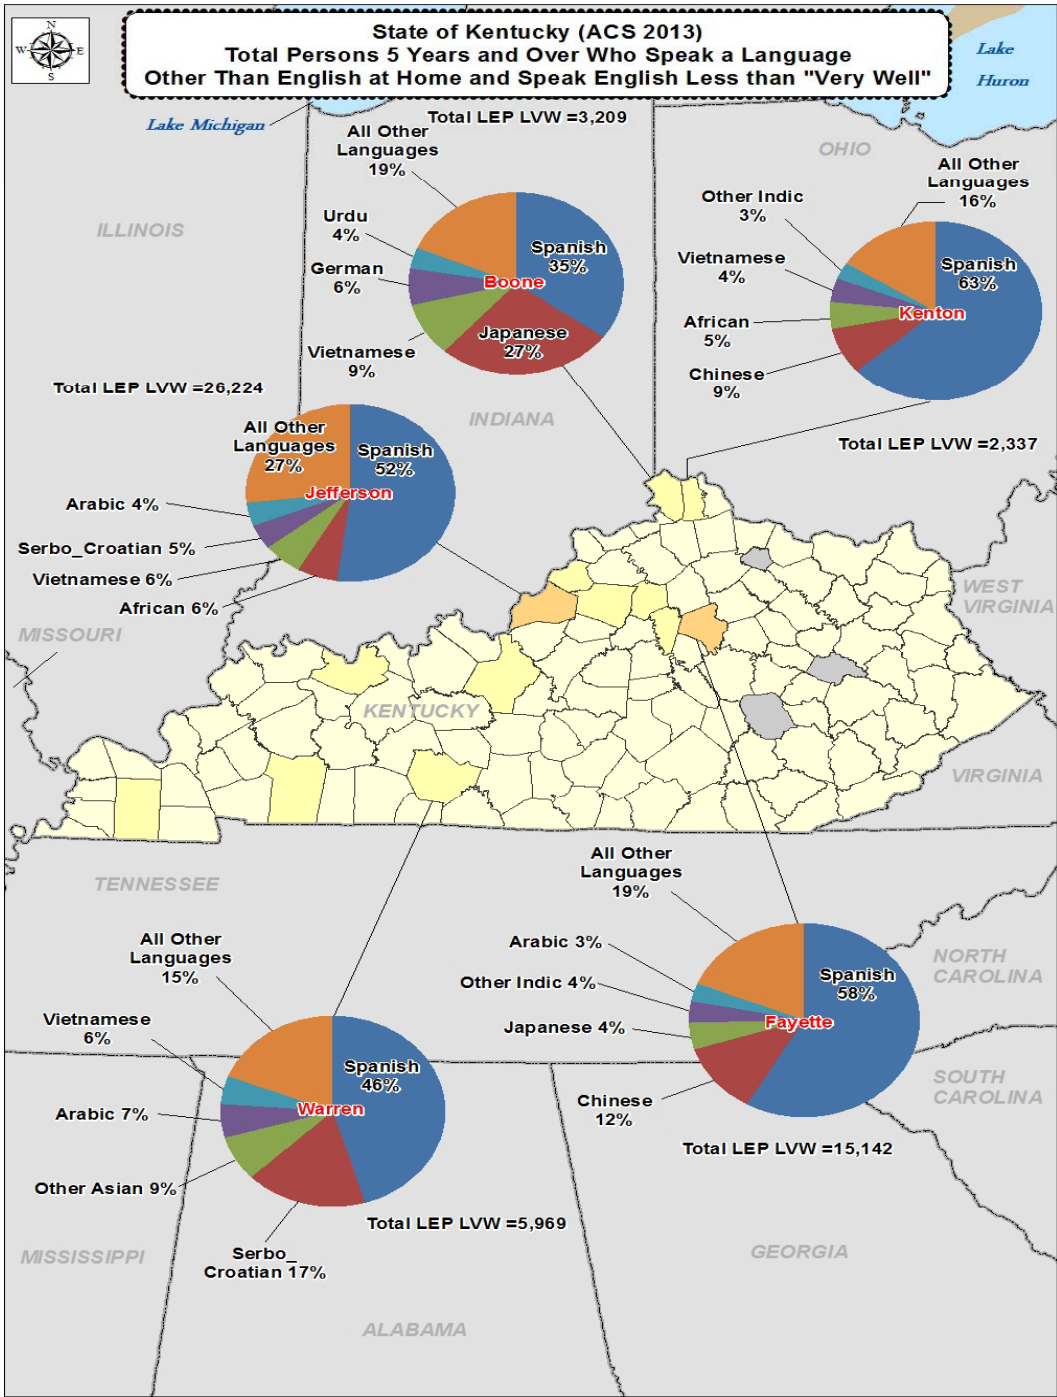 N
W
E
S
State of Kentucky (ACS 2013)
Total Persons 5 Years and Over Who Speak a Language
Other Than English at Home and Speak English Less than "Very Well"
Lake
Huron
Lake Michigan
Total LEP LVW =3,209
All Other
Languages
19%
Urdu
4%
German
6%
Vietnamese
9%
Spanish
35%
Boone
Japanese
27%
OHIO
All Other
Languages
16%
Other Indic
3%
Vietnamese
4%
African
5%
Chinese
9%
Spanish
63%
Kenton
Total LEP LVW =2,337
ILLINOIS
INDIANA
Total LEP LVW =26,224
All Other
Languages
27%
Spanish
52%
Jefferson
Arabic 4%
Serbo_Croatian 5%
Vietnamese 6%
African 6%
MISSOURI
WEST
VIRGINIA
KENTUCKY
VIRGINIA
TENNESSEE
All Other
Languages
19%
Arabic 3%
Other Indic 4%
Japanese 4%
Chinese
12%
Spanish
58%
Fayette
Total LEP LVW =15,142
NORTH
CAROLINA
SOUTH
CAROLINA
All Other
Languages
15%
Vietnamese
6%
Arabic 7%
Other Asian 9%
Serbo_
Croatian 17%
Spanish
46%
Warren
Total LEP LVW =5,969
MISSISSIPPI
ALABAMA
GEORGIA